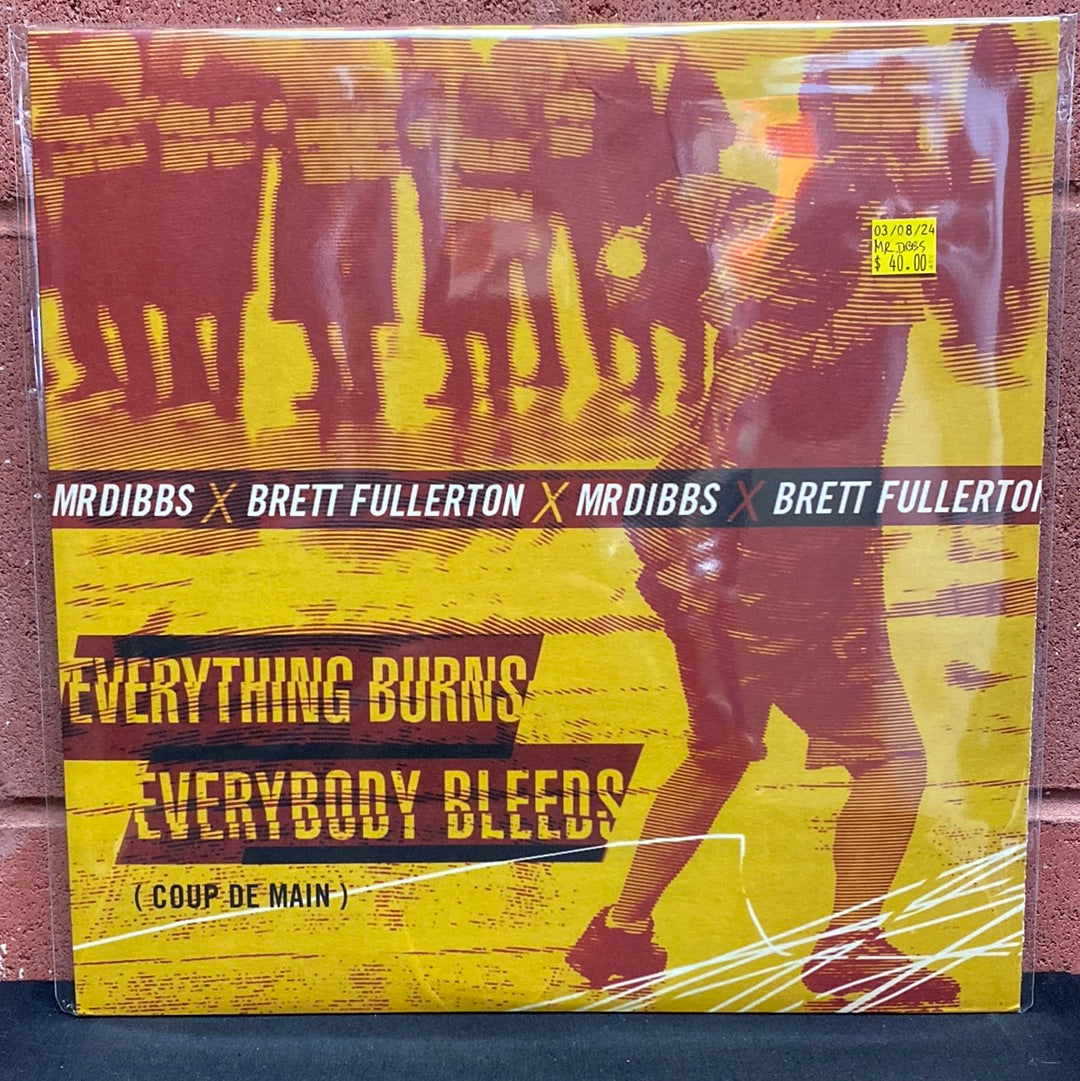 03/08/24
MR DIBBS
$ 40.00
MRDIBBS X BRETT FULLERTON X MRDIBBS X BRETT FULLERTON
EVERYTHING BURNS
EVERYBODY BLEEDS
( COUP DE MAIN )